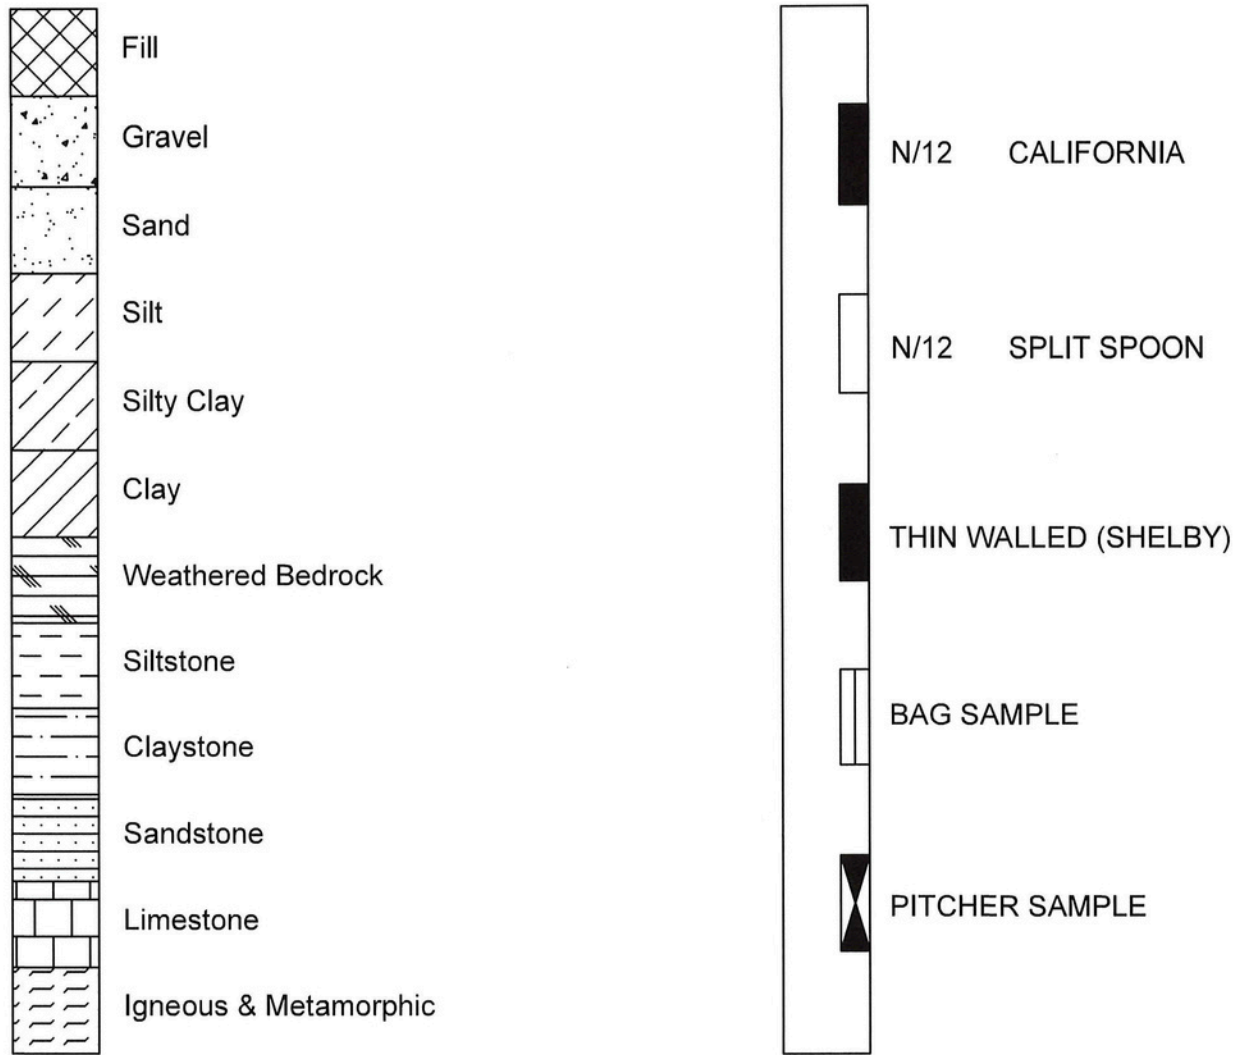 Fill
Gravel
Sand
Silt
Silty Clay
Clay
Weathered Bedrock
Siltstone
Claystone
Sandstone
Limestone
Igneous & Metamorphic
N/12 CALIFORNIA
N/12 SPLIT SPOON
THIN WALLED (SHELBY)
BAG SAMPLE
PITCHER SAMPLE